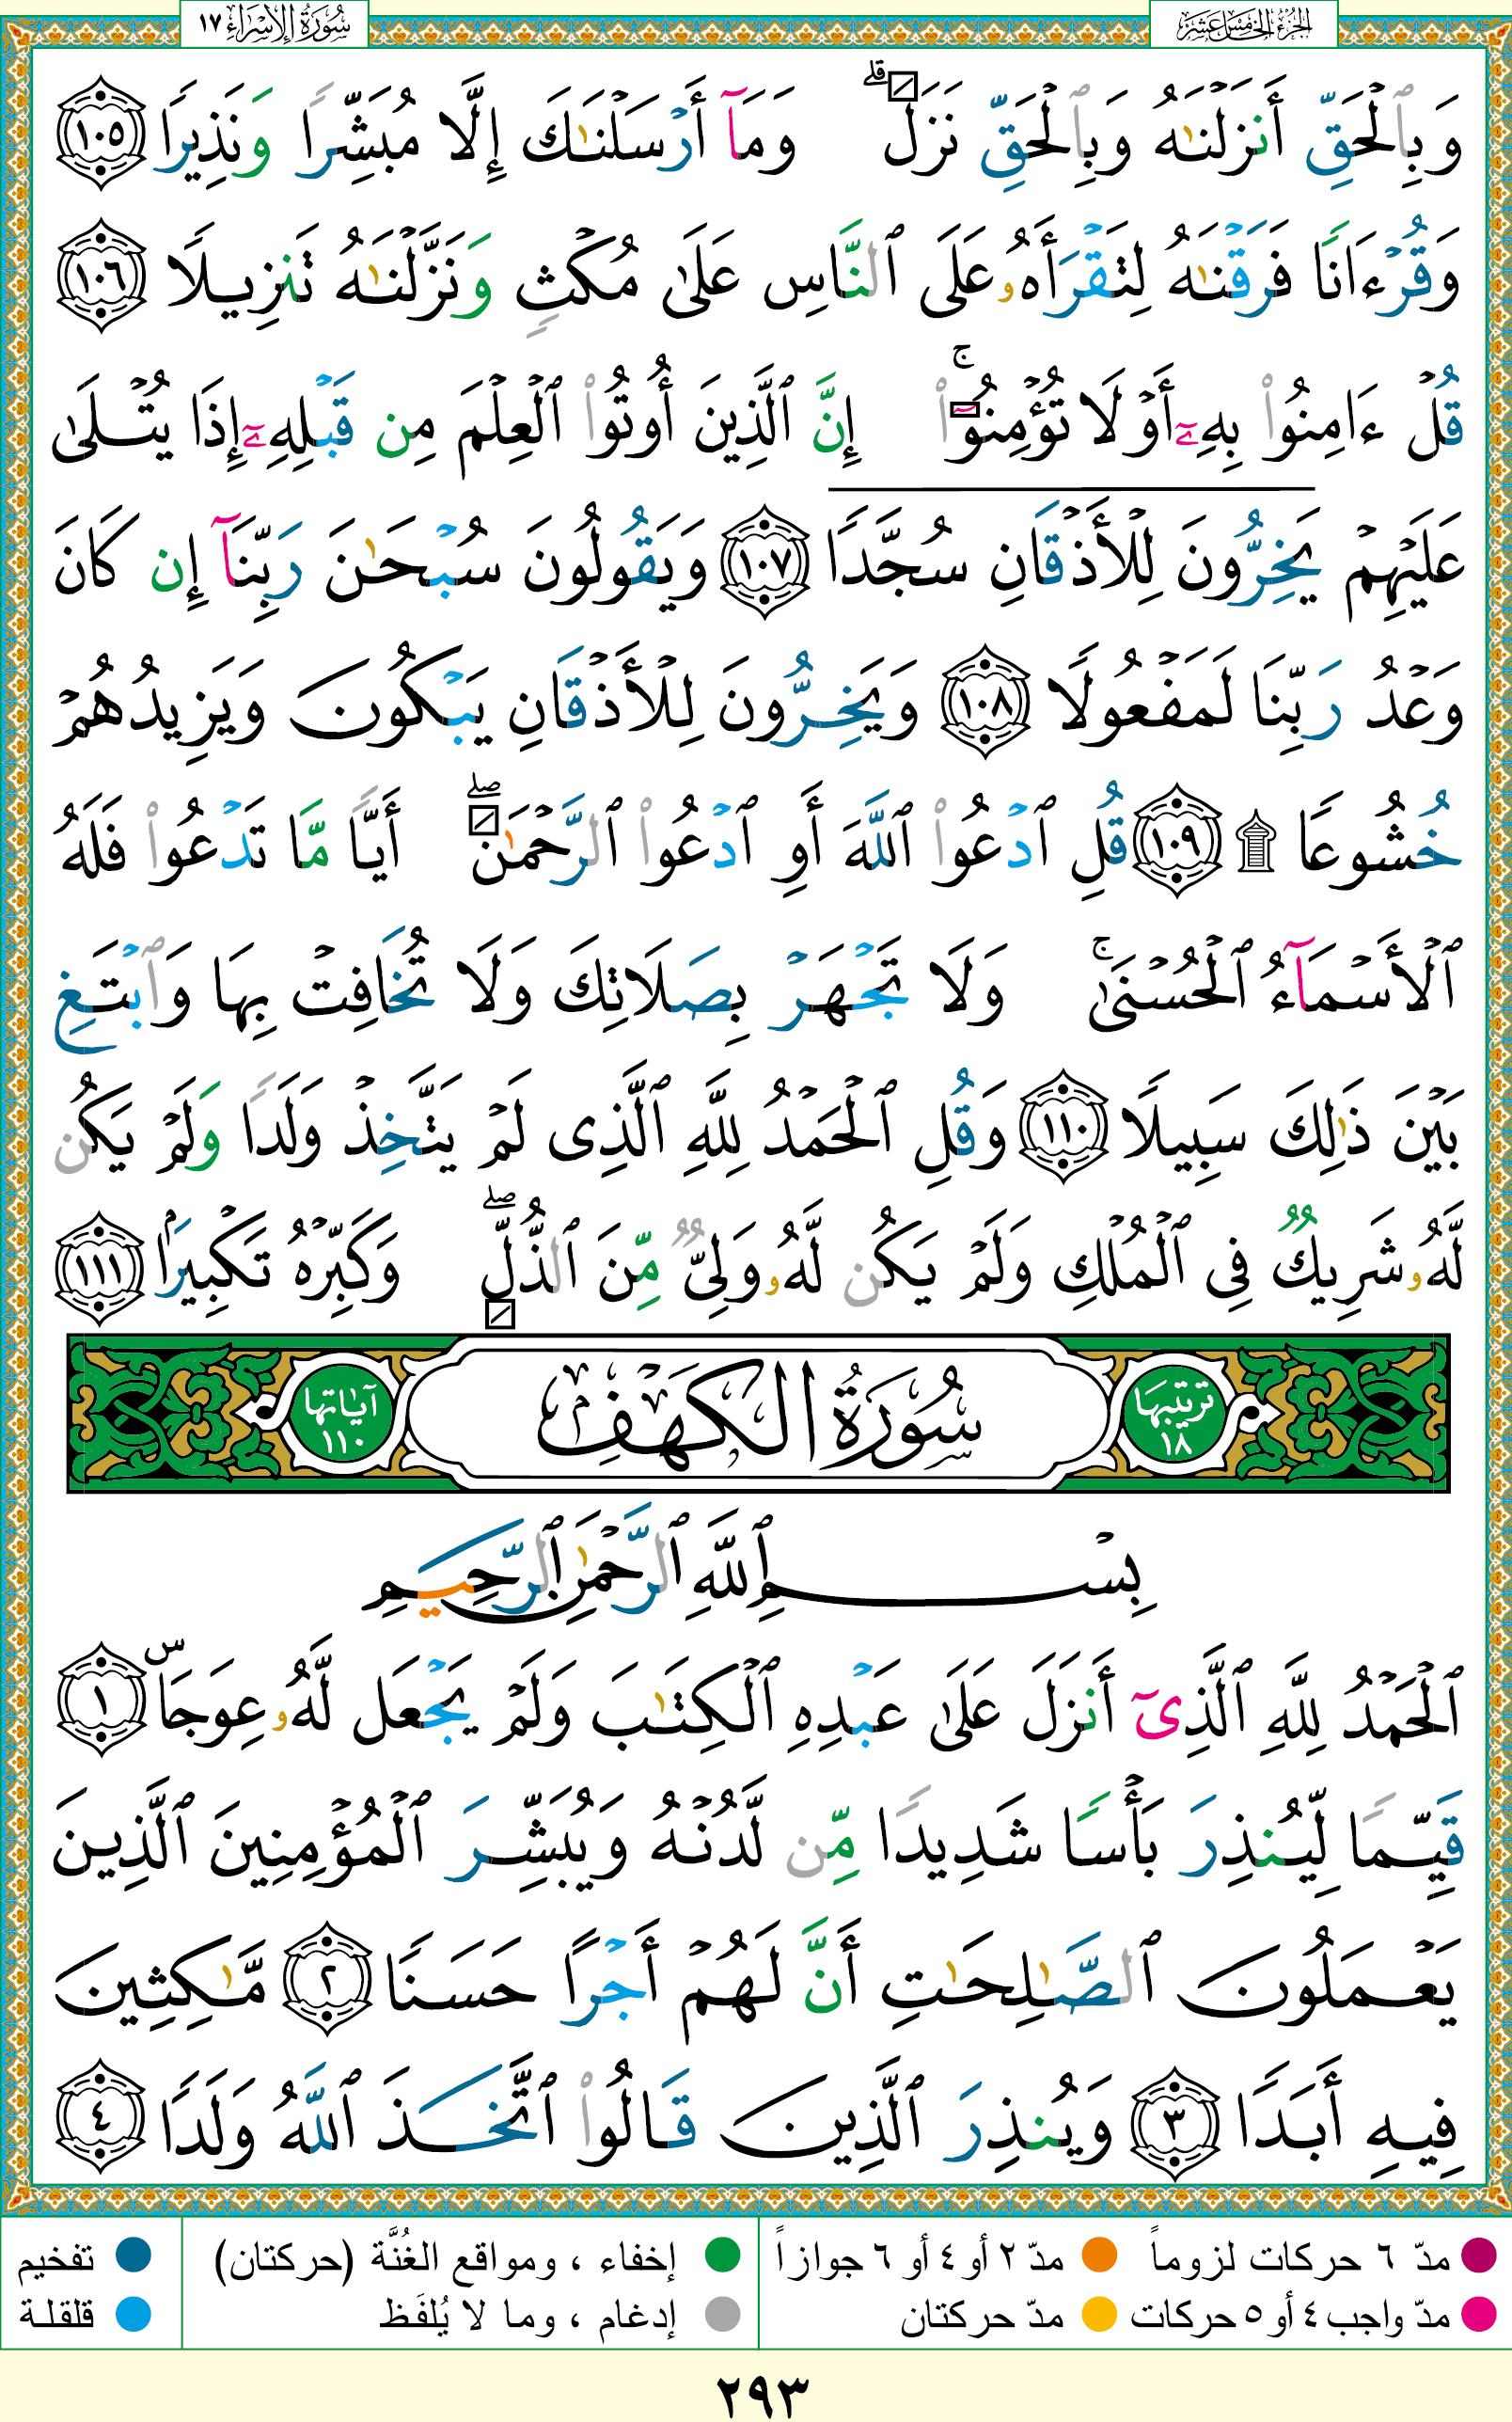 الجزء الخامس عشر
سورة الإسراء ١٧
وَبِٱلْحَقِّ أَنزَلْنَٰهُ وَبِٱلْحَقِّ نَزَلَ ۗ وَمَآ أَرْسَلْنَٰكَ إِلَّا مُبَشِّرًا وَنَذِيرًا ١٠٥
وَقُرْءَانًا فَرَقْنَٰهُ لِتَقْرَأَهُۥ عَلَى ٱلنَّاسِ عَلَىٰ مُكْثٍ وَنَزَّلْنَٰهُ تَنزِيلًا ١٠٦
قُلْ ءَامِنُوا۟ بِهِۦٓ أَوْ لَا تُؤْمِنُوٓا۟ ۚ إِنَّ ٱلَّذِينَ أُوتُوا۟ ٱلْعِلْمَ مِن قَبْلِهِۦٓ إِذَا يُتْلَىٰ
عَلَيْهِمْ يَخِرُّونَ لِلْأَذْقَانِ سُجَّدًا ١٠٧ وَيَقُولُونَ سُبْحَٰنَ رَبِّنَآ إِن كَانَ
وَعْدُ رَبِّنَا لَمَفْعُولًا ١٠٨ وَيَخِرُّونَ لِلْأَذْقَانِ يَبْكُونَ وَيَزِيدُهُمْ
خُشُوعًا ۩ ١٠٩ قُلِ ٱدْعُوا۟ ٱللَّهَ أَوِ ٱدْعُوا۟ ٱلرَّحْمَٰنَ ۖ أَيًّا مَّا تَدْعُوا۟ فَلَهُ
ٱلْأَسْمَآءُ ٱلْحُسْنَىٰ ۚ وَلَا تَجْهَرْ بِصَلَاتِكَ وَلَا تُخَافِتْ بِهَا وَٱبْتَغِ
بَيْنَ ذَٰلِكَ سَبِيلًا ١١٠ وَقُلِ ٱلْحَمْدُ لِلَّهِ ٱلَّذِى لَمْ يَتَّخِذْ وَلَدًا وَلَمْ يَكُن
لَّهُۥ شَرِيكٌ فِى ٱلْمُلْكِ وَلَمْ يَكُن لَّهُۥ وَلِىٌّ مِّنَ ٱلذُّلِّ ۖ وَكَبِّرْهُ تَكْبِيرًۢا ١١١
ترتيبها ١٨ سُورَةُ الكَهْفِ آياتها ١١٠
بِسْمِ ٱللَّهِ ٱلرَّحْمَٰنِ ٱلرَّحِيمِ
ٱلْحَمْدُ لِلَّهِ ٱلَّذِىٓ أَنزَلَ عَلَىٰ عَبْدِهِ ٱلْكِتَٰبَ وَلَمْ يَجْعَل لَّهُۥ عِوَجَا ۜ ١
قَيِّمًا لِّيُنذِرَ بَأْسًا شَدِيدًا مِّن لَّدُنْهُ وَيُبَشِّرَ ٱلْمُؤْمِنِينَ ٱلَّذِينَ
يَعْمَلُونَ ٱلصَّٰلِحَٰتِ أَنَّ لَهُمْ أَجْرًا حَسَنًا ٢ مَّٰكِثِينَ
فِيهِ أَبَدًا ٣ وَيُنذِرَ ٱلَّذِينَ قَالُوا۟ ٱتَّخَذَ ٱللَّهُ وَلَدًا ٤
مدّ ٦ حركات لزوماً مدّ ٢ أو ٤ أو ٦ جوازاً إخفاء ، ومواقع الغُنَّة (حركتان) تفخيم
مدّ واجب ٤ أو ٥ حركات مدّ حركتان إدغام ، وما لا يُلفَظ قلقلة
٢٩٣